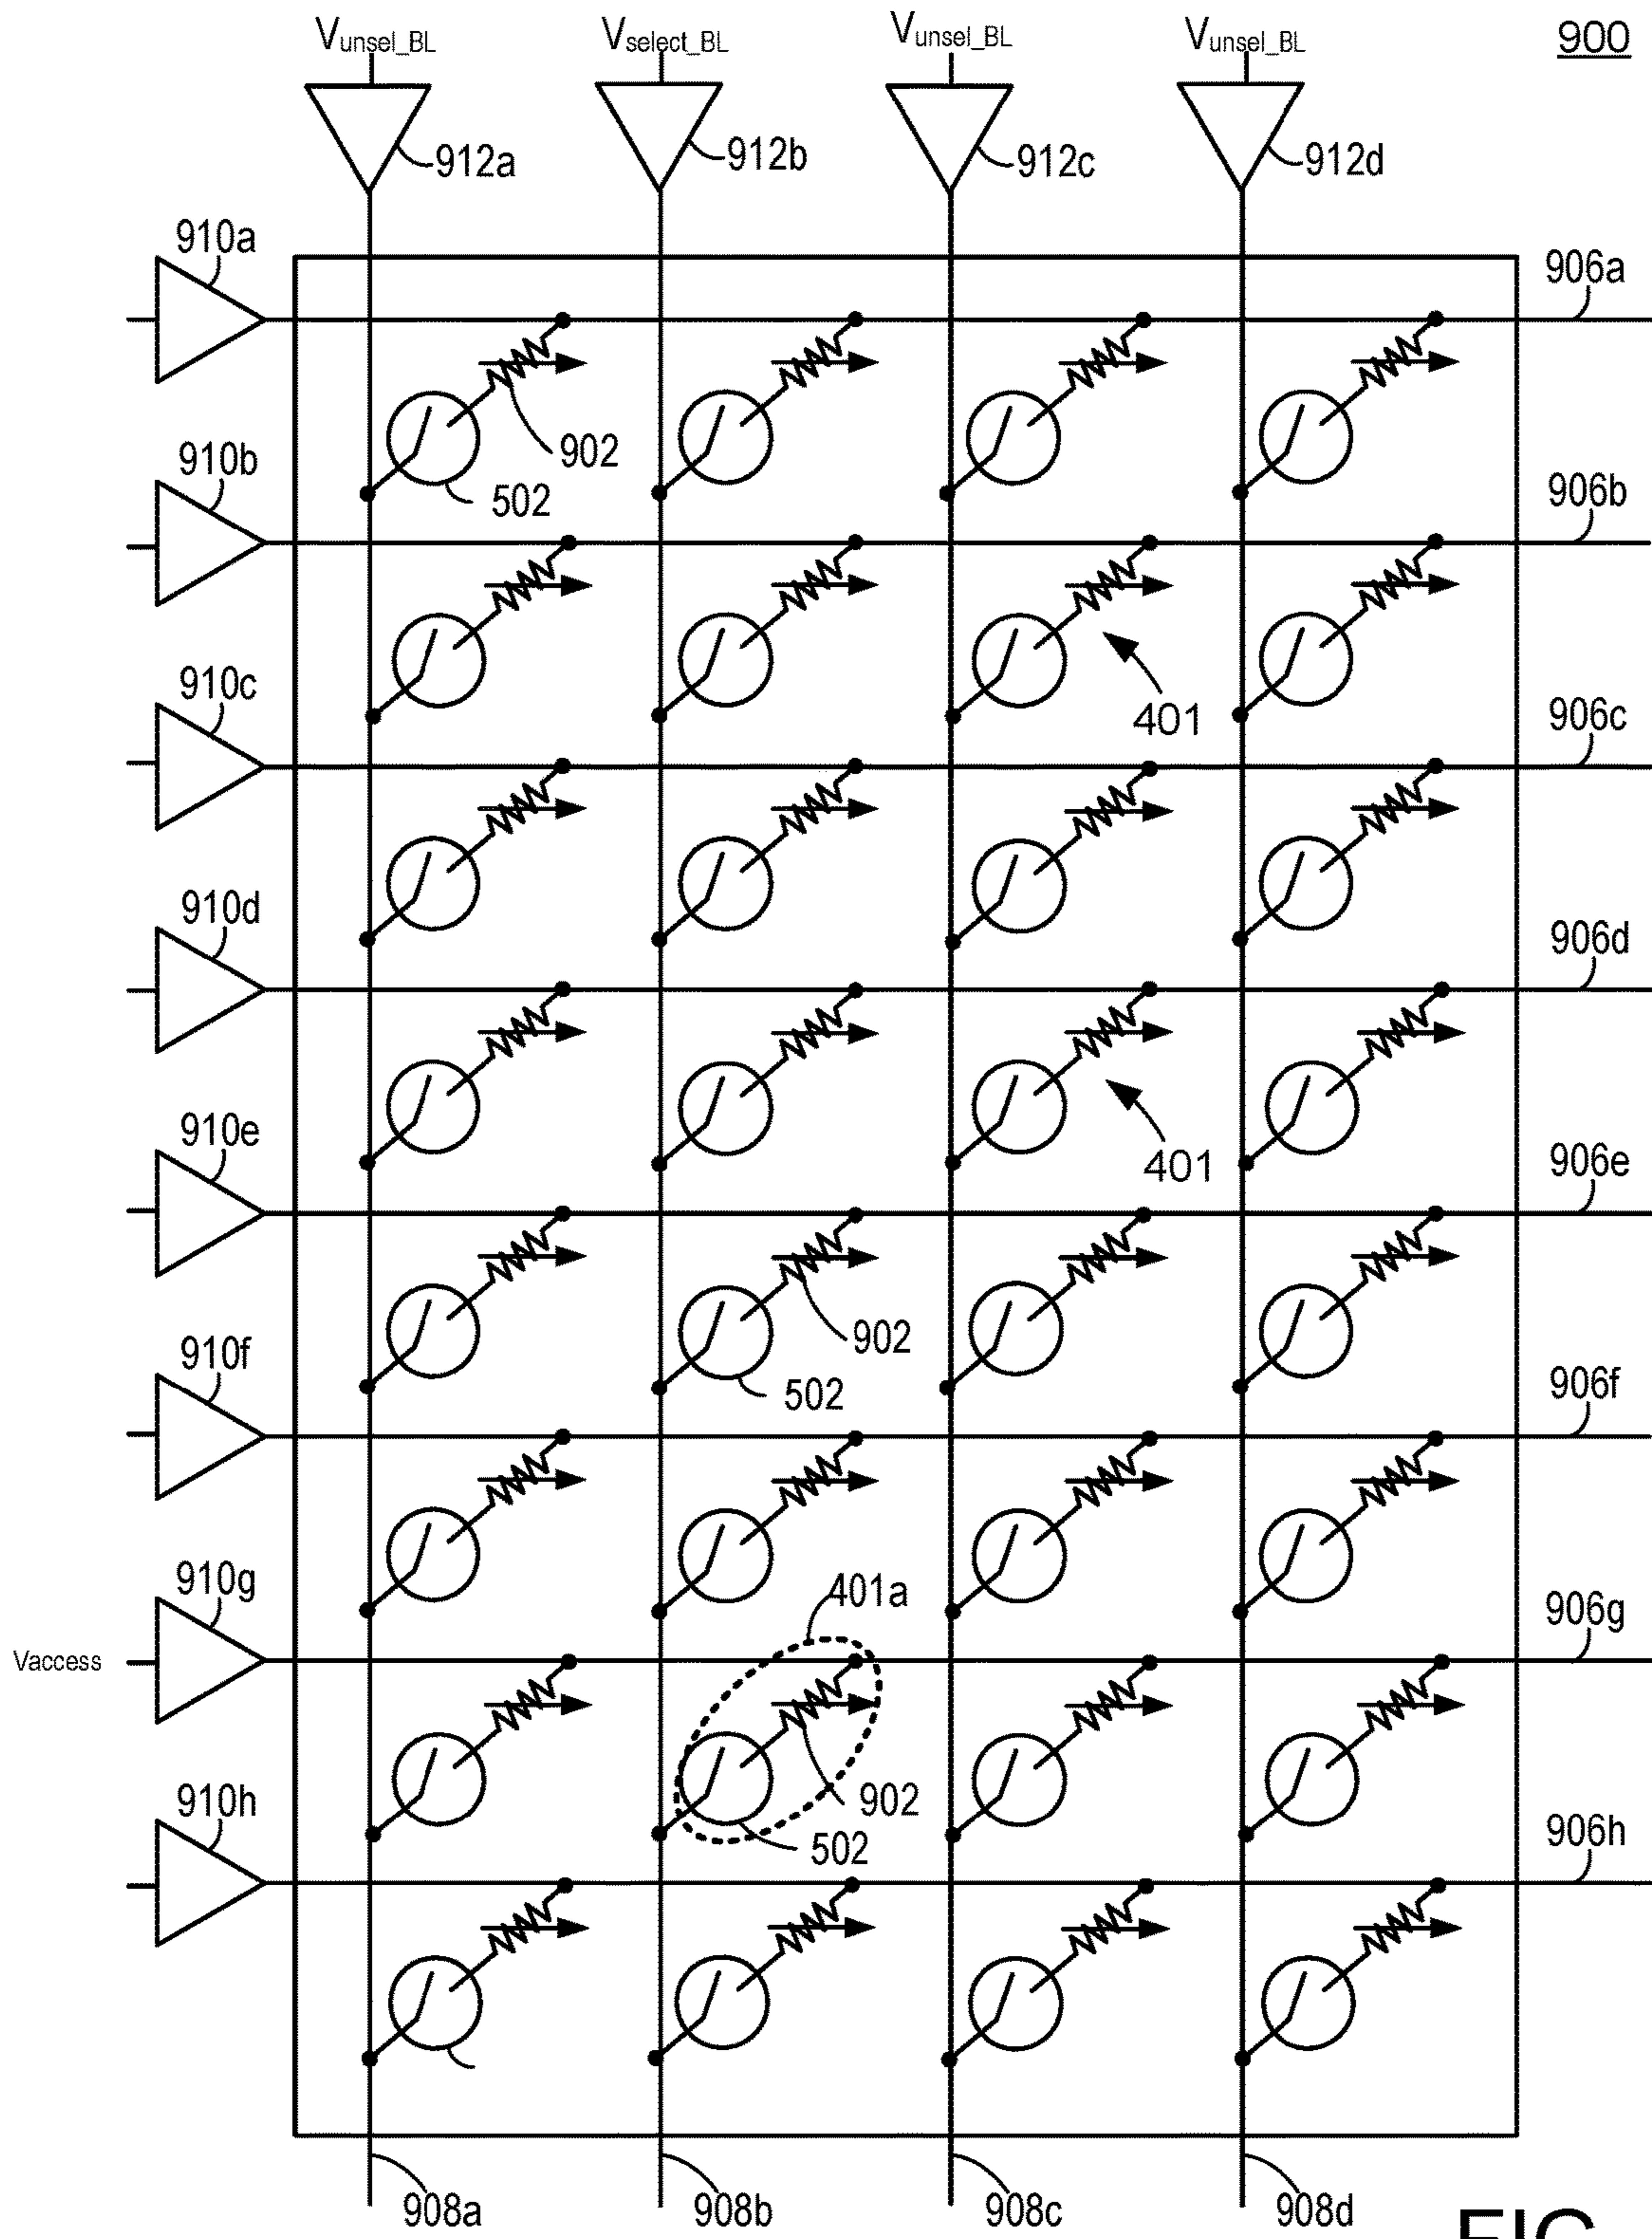 Vunsel_BL Vselect_BL Vunsel_BL Vunsel_BL 900
912a 912b 912c 912d
910a 906a
902
910b 502 906b
401
910c 906c
910d 906d
401
910e 906e
902
910f 502 906f
401a
910g 906g
Vaccess
902
910h 502 906h
908a 908b 908c 908d
FIG